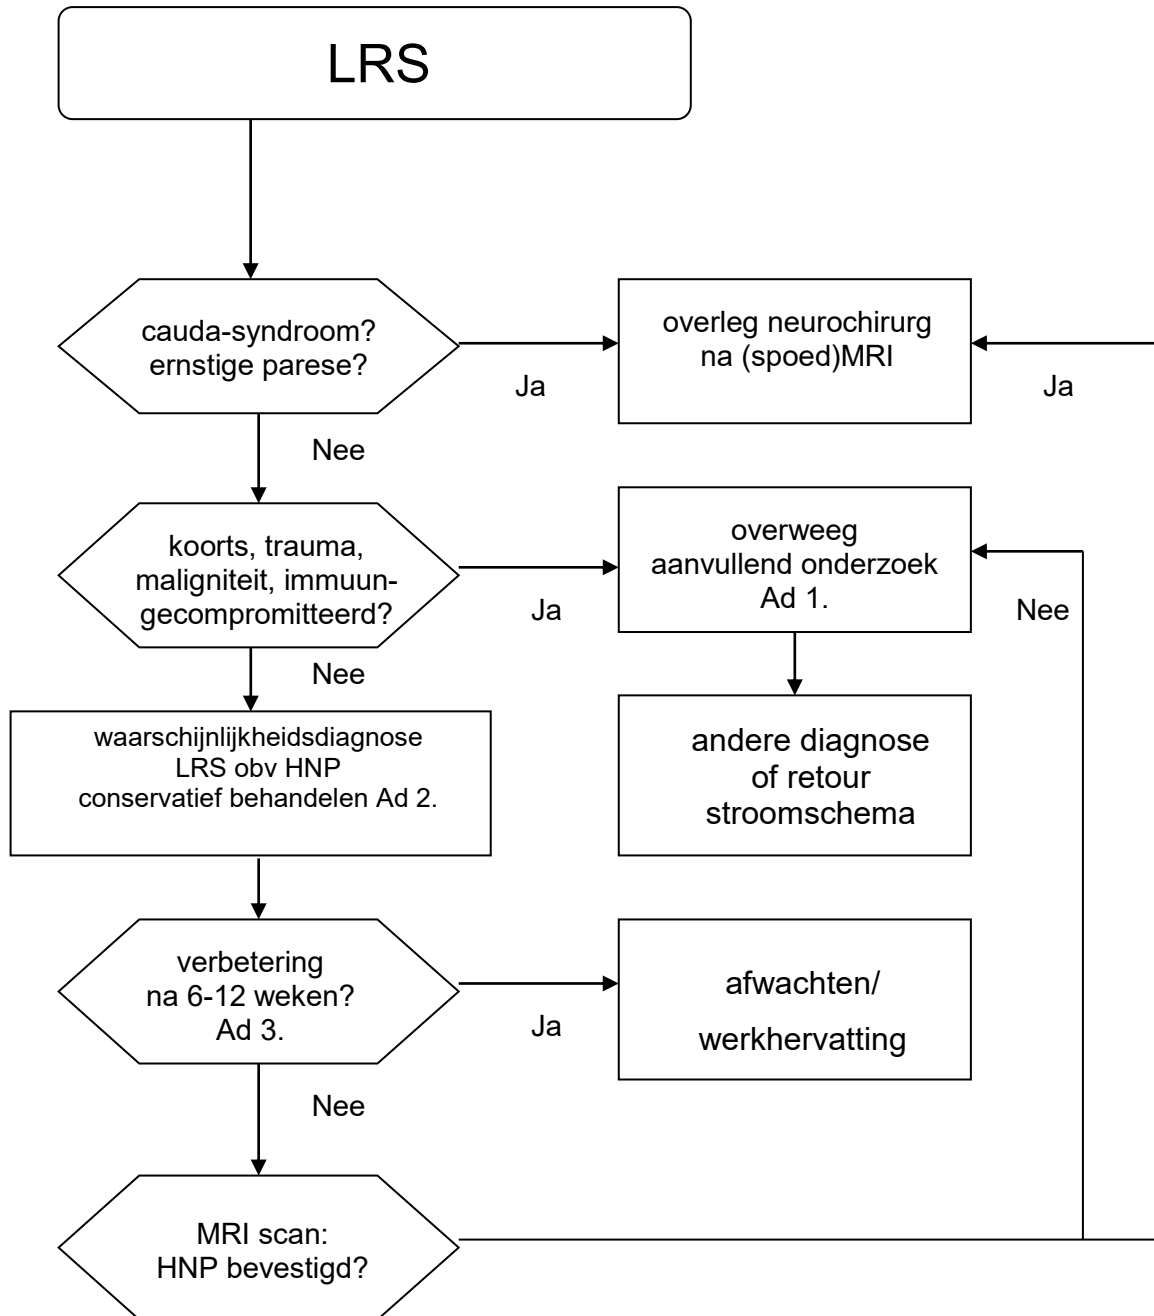 LRS
cauda-syndroom?
ernstige parese?
Ja
overleg neurochirurg
na (spoed)MRI
Ja
Nee
koorts, trauma,
maligniteit, immuun-
gecompromitteerd?
Ja
overweeg
aanvullend onderzoek
Ad 1.
Nee
Nee
waarschijnlijkheidsdiagnose
LRS obv HNP
conservatief behandelen Ad 2.
andere diagnose
of retour
stroomschema
verbetering
na 6-12 weken?
Ad 3.
Ja
afwachten/
werkhervatting
Nee
MRI scan:
HNP bevestigd?